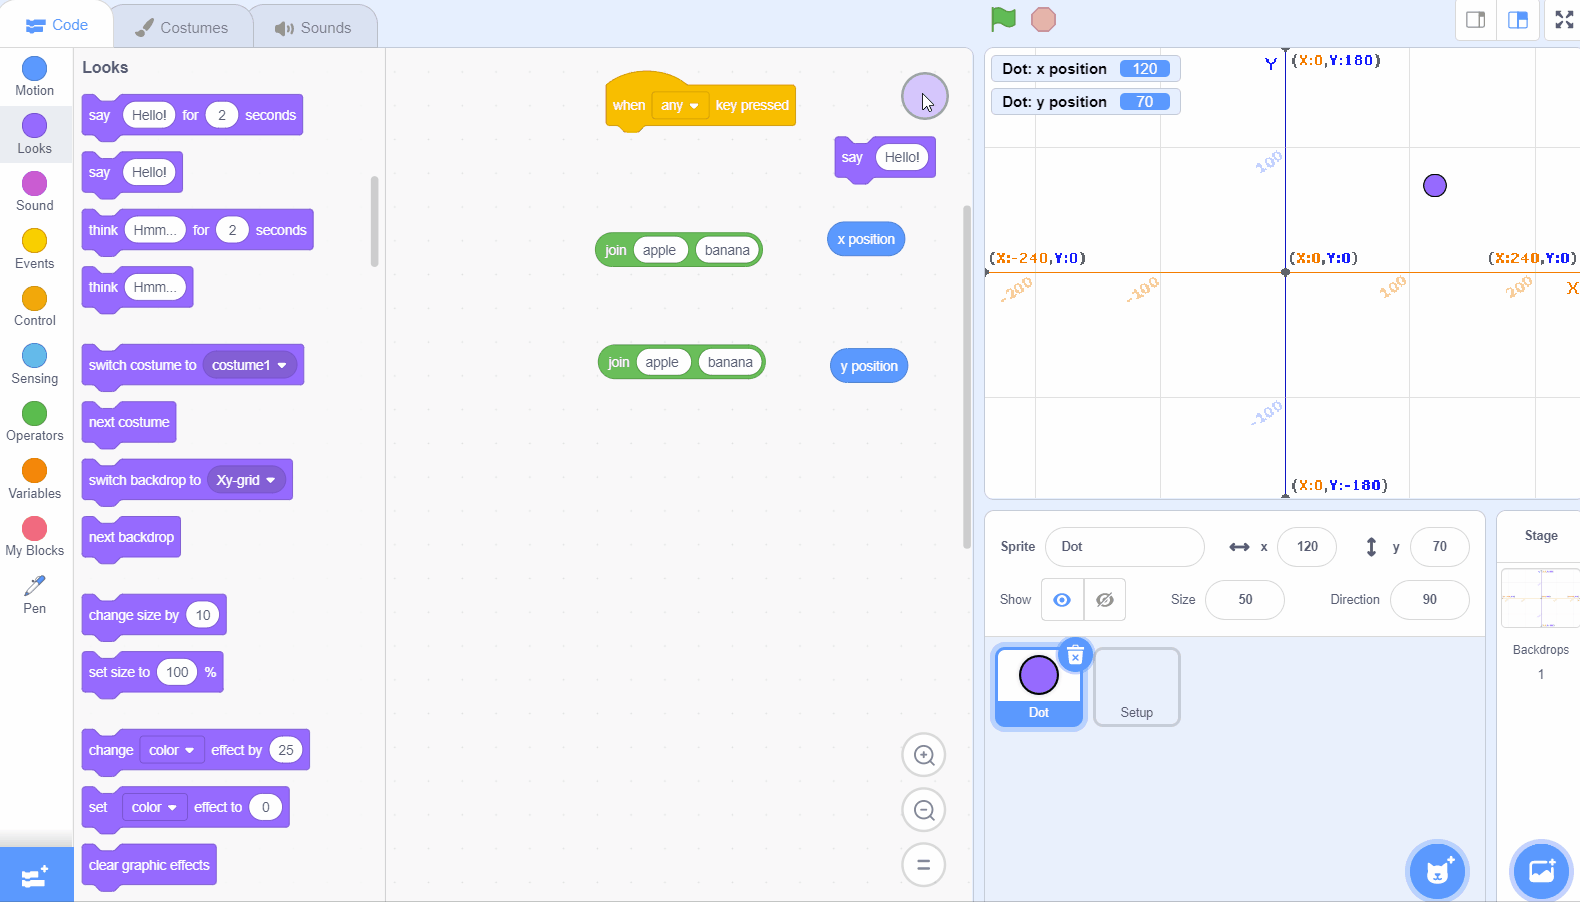 Code
Costumes
Sounds
Motion
Looks
Sound
Events
Control
Sensing
Operators
Variables
My Blocks
Pen
Looks
say Hello! for 2 seconds
say Hello!
think Hmm... for 2 seconds
think Hmm...
switch costume to costume1
next costume
switch backdrop to Xy-grid
next backdrop
change size by 10
set size to 100 %
change color effect by 25
set color effect to 0
clear graphic effects
when any key pressed
say Hello!
join apple banana
x position
join apple banana
y position
Dot: x position 120
Dot: y position 70
Y (X:0,Y:180)
100
(X:-240,Y:0) (X:0,Y:0) (X:240,Y:0)
-200 -100 100 200 X
-100
(X:0,Y:-180)
Sprite Dot x 120 y 70
Show Size 50 Direction 90
Dot
Setup
Stage
Backdrops
1